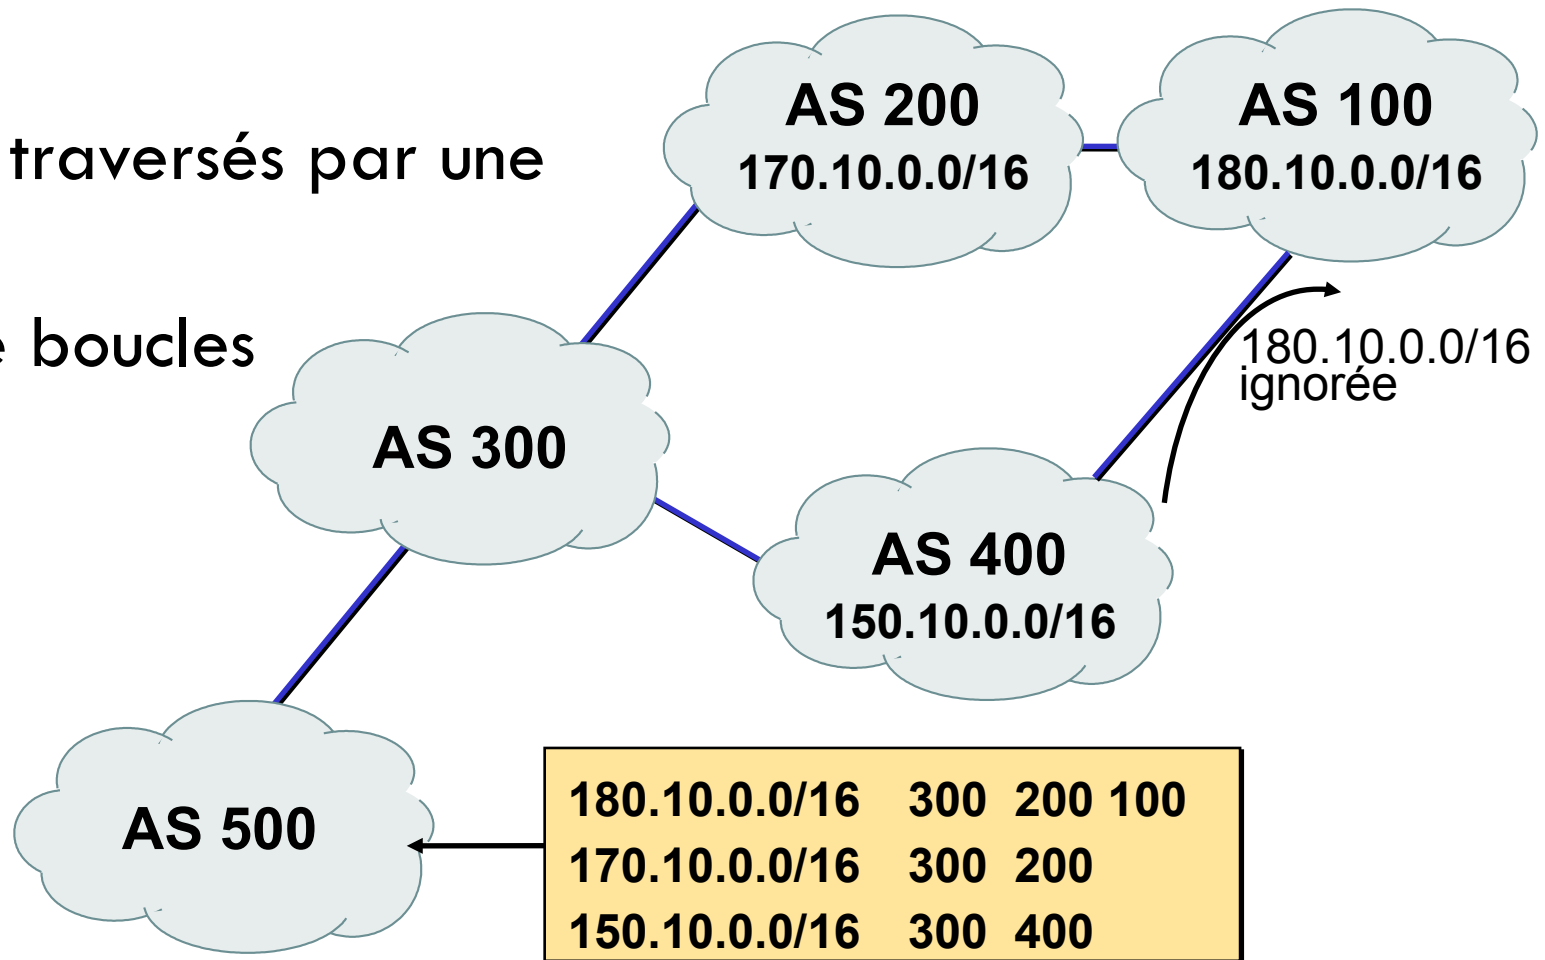 traversés par une
boucles
AS 200
170.10.0.0/16
AS 100
180.10.0.0/16
180.10.0.0/16
ignorée
AS 300
AS 400
150.10.0.0/16
AS 500
180.10.0.0/16 300 200 100
170.10.0.0/16 300 200
150.10.0.0/16 300 400